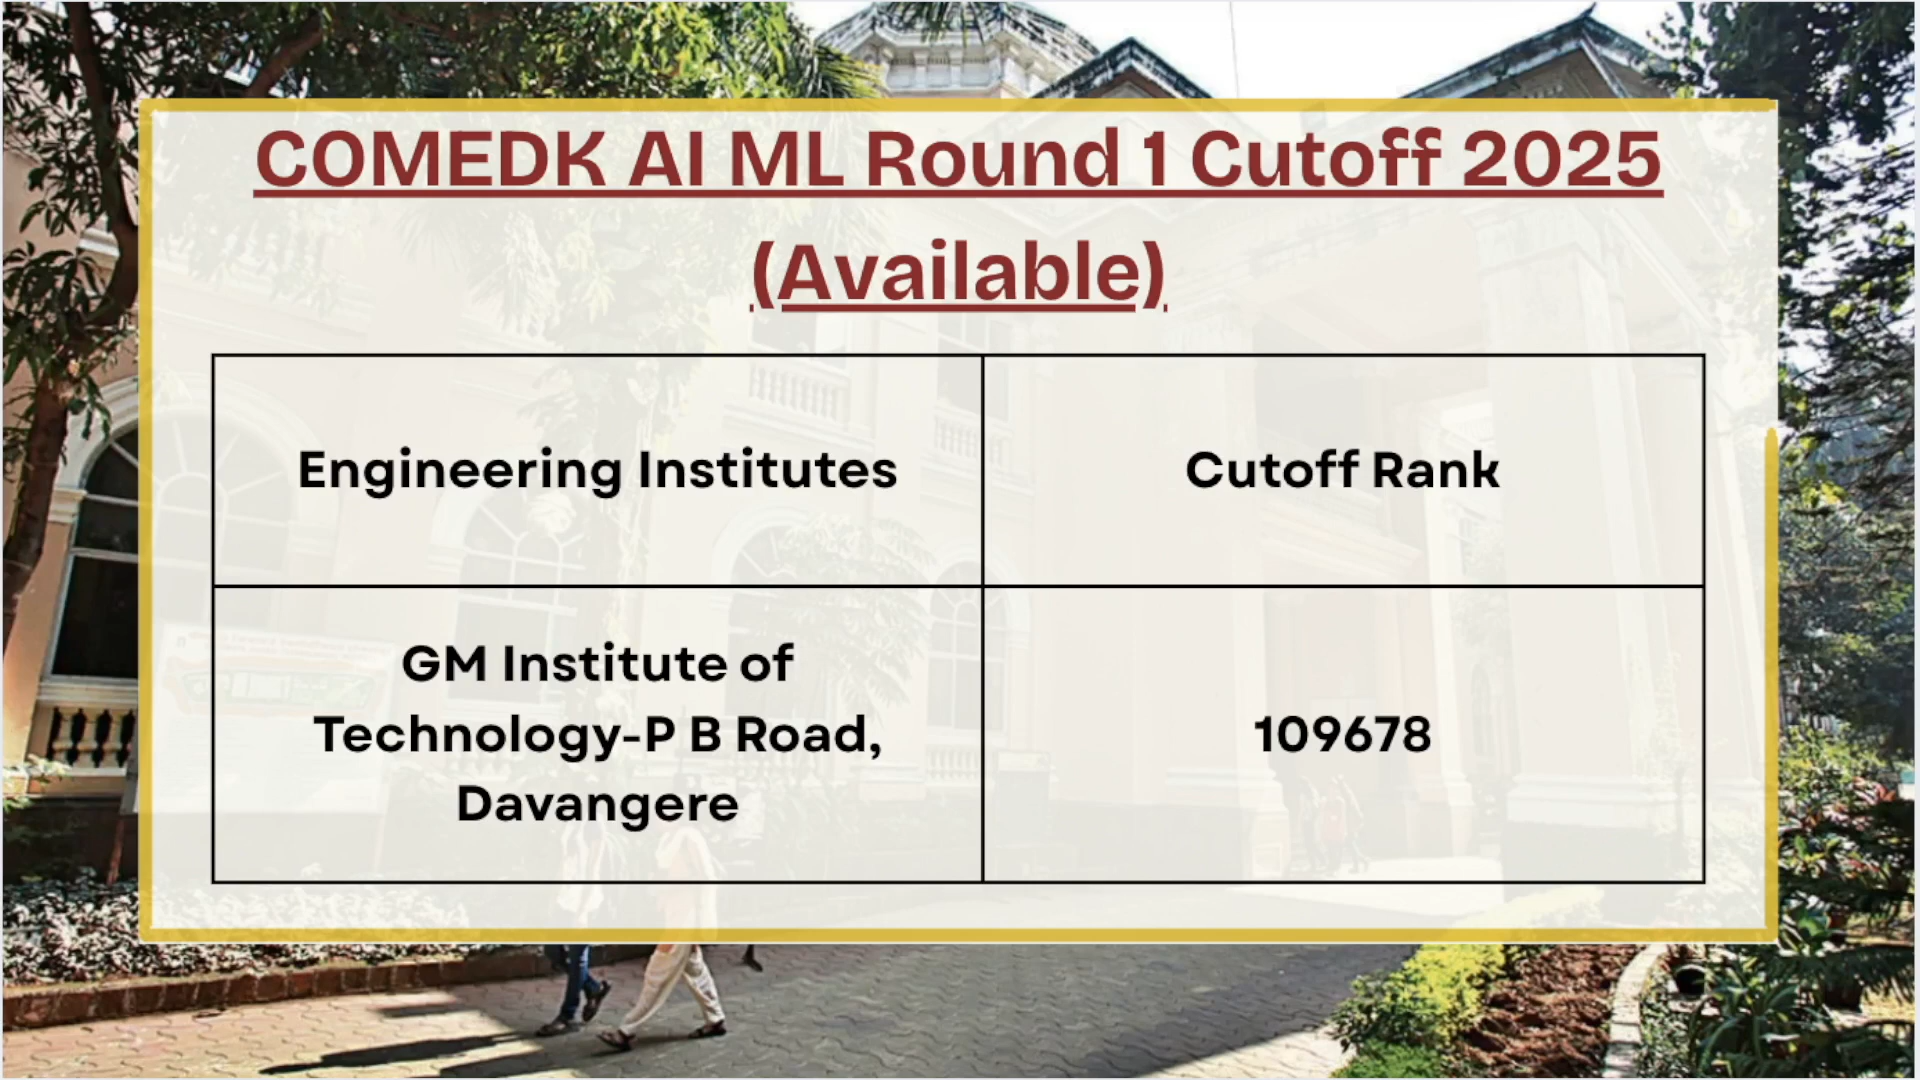 COMEDK AI ML Round 1 Cutoff 2025
(Available)
Engineering Institutes
Cutoff Rank
GM Institute of
Technology-P B Road,
Davangere
109678